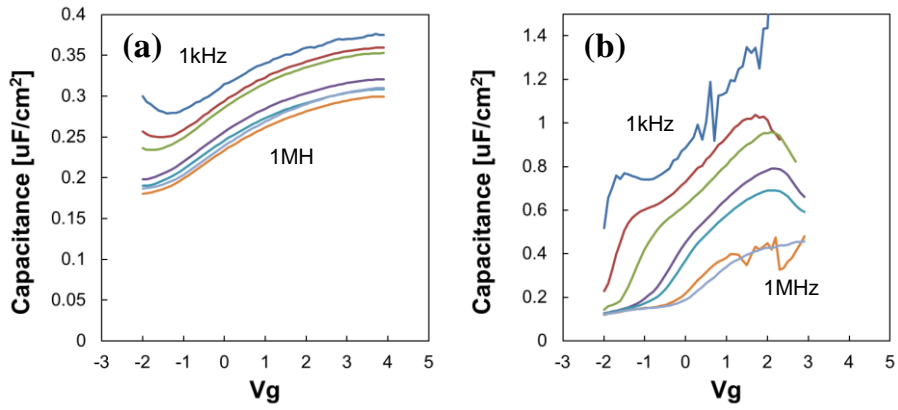 (a)
1kHz
1MH
Capacitance [uF/cm²]
0.4
0.35
0.3
0.25
0.2
0.15
0.1
0.05
0
-3 -2 -1 0 1 2 3 4 5
Vg
(b)
1kHz
1MHz
Capacitance [uF/cm²]
1.4
1.2
1
0.8
0.6
0.4
0.2
0
-3 -2 -1 0 1 2 3 4 5
Vg